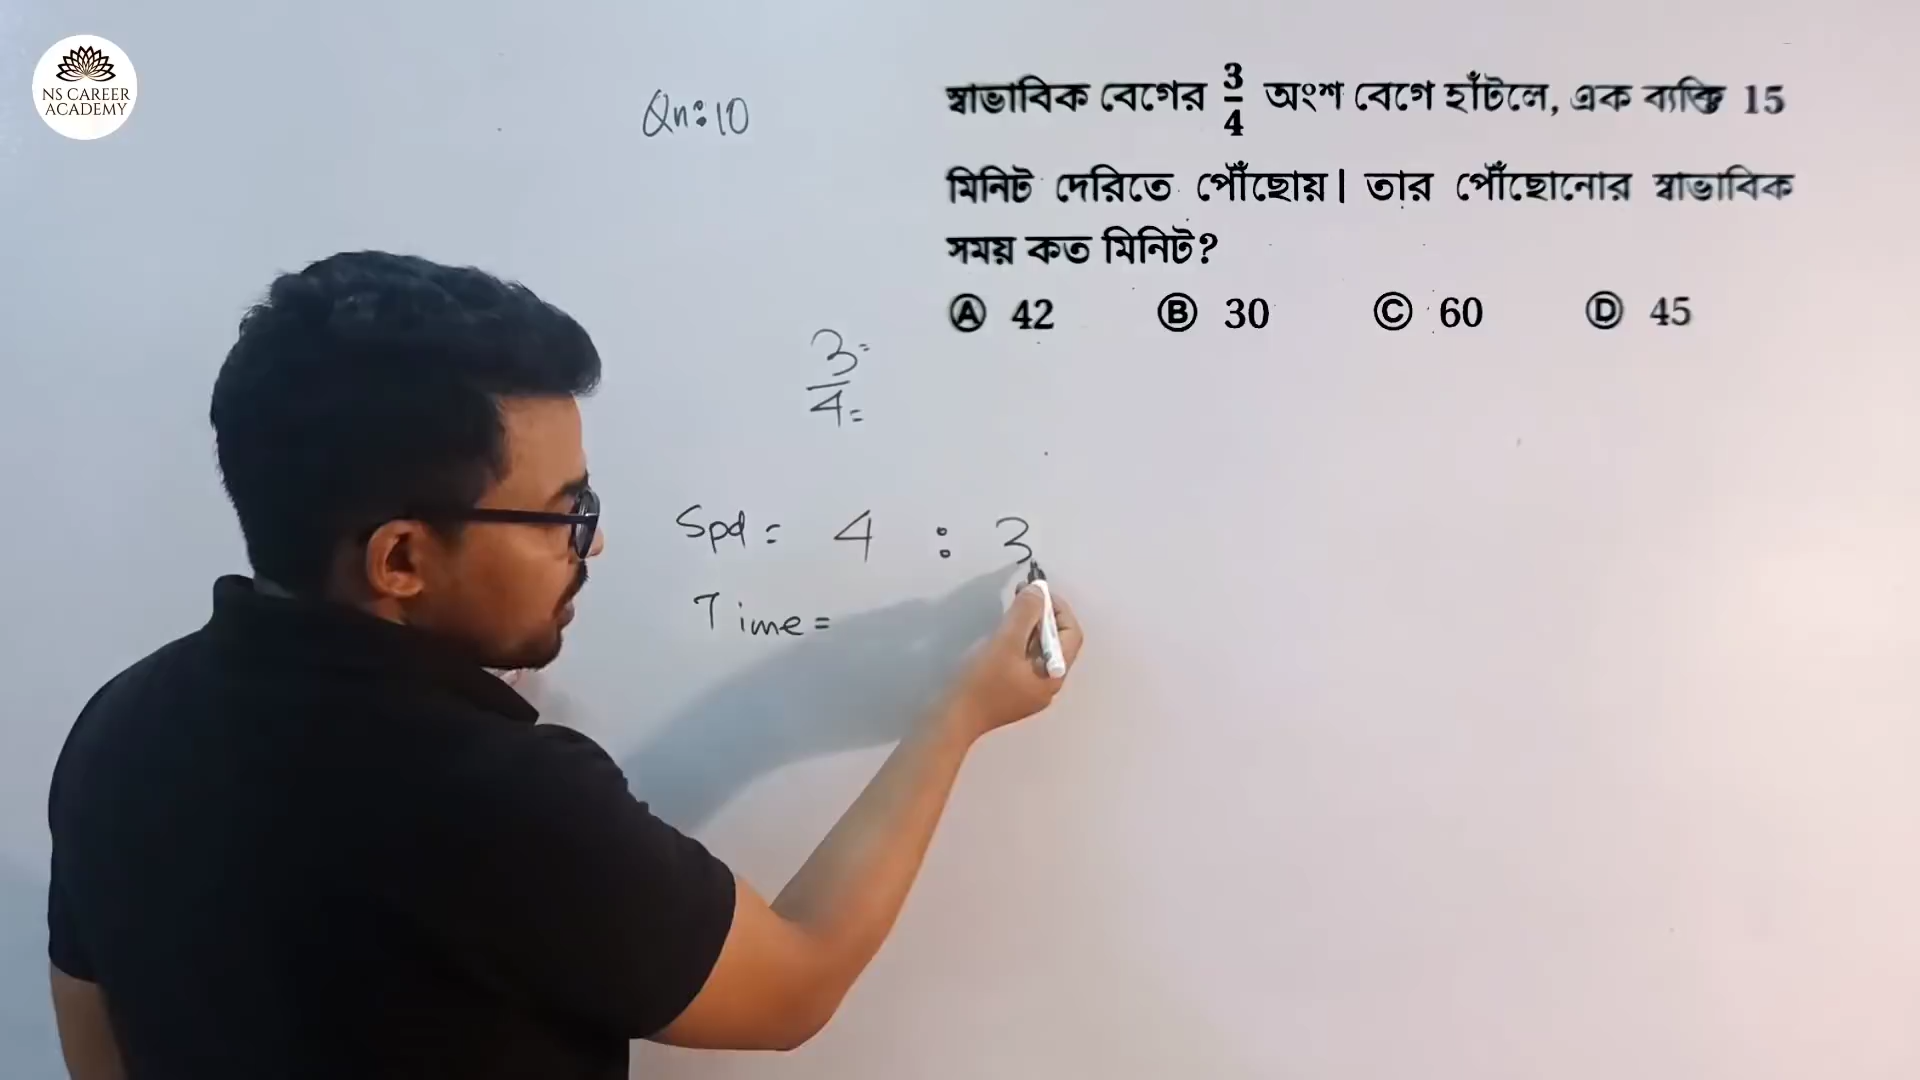 NS CAREER
ACADEMY
Qn:10
স্বাভাবিক বেগের 3/4 অংশ বেগে হাঁটলে, এক ব্যক্তি 15
মিনিট দেরিতে পৌঁছোয়। তার পৌঁছোনোর স্বাভাবিক
সময় কত মিনিট?
Ⓐ 42 Ⓑ 30 Ⓒ 60 Ⓓ 45
3=
4=
Spd = 4 : 3
Time =